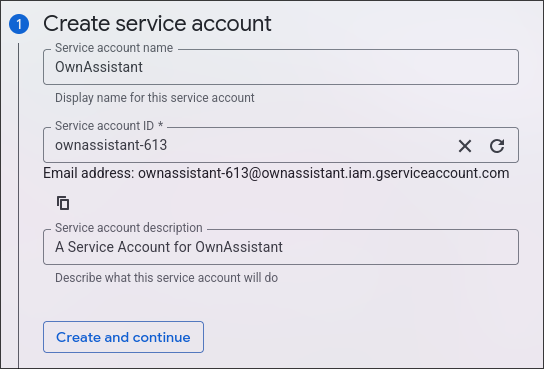 1 Create service account
Service account name
OwnAssistant
Display name for this service account
Service account ID *
ownassistant-613
Email address: ownassistant-613@ownassistant.iam.gserviceaccount.com
Service account description
A Service Account for OwnAssistant
Describe what this service account will do
Create and continue